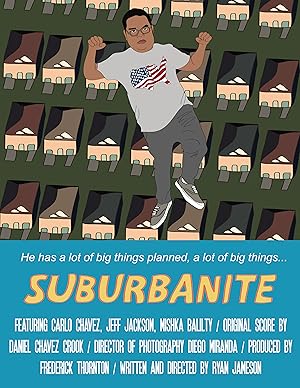 He has a lot of big things planned, a lot of big things...
SUBURBANITE
FEATURING CARLO CHAVEZ, JEFF JACKSON, MISHKA BALILTY / ORIGINAL SCORE BY
DANIEL CHAVEZ CROOK / DIRECTOR OF PHOTOGRAPHY DIEGO MIRANDA / PRODUCED BY
FREDERICK THORNTON / WRITTEN AND DIRECTED BY RYAN JAMESON